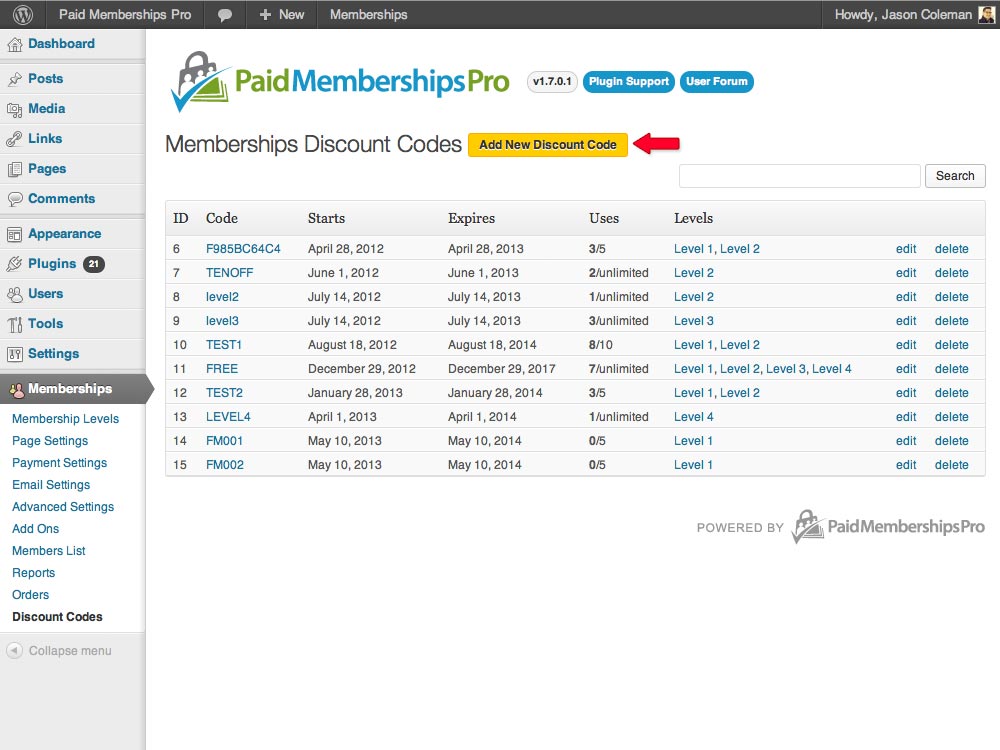 Paid Memberships Pro + New Memberships Howdy, Jason Coleman
Dashboard
Posts
Media
Links
Pages
Comments
Appearance
Plugins 21
Users
Tools
Settings
Memberships
Membership Levels
Page Settings
Payment Settings
Email Settings
Advanced Settings
Add Ons
Members List
Reports
Orders
Discount Codes
Collapse menu
PaidMembershipsPro v1.7.0.1 Plugin Support User Forum
Memberships Discount Codes Add New Discount Code
Search
ID Code Starts Expires Uses Levels
6 F985BC64C4 April 28, 2012 April 28, 2013 3/5 Level 1, Level 2 edit delete
7 TENOFF June 1, 2012 June 1, 2013 2/unlimited Level 2 edit delete
8 level2 July 14, 2012 July 14, 2013 1/unlimited Level 2 edit delete
9 level3 July 14, 2012 July 14, 2013 3/unlimited Level 3 edit delete
10 TEST1 August 18, 2012 August 18, 2014 8/10 Level 1, Level 2 edit delete
11 FREE December 29, 2012 December 29, 2017 7/unlimited Level 1, Level 2, Level 3, Level 4 edit delete
12 TEST2 January 28, 2013 January 28, 2014 3/5 Level 1, Level 2 edit delete
13 LEVEL4 April 1, 2013 April 1, 2014 1/unlimited Level 4 edit delete
14 FM001 May 10, 2013 May 10, 2014 0/5 Level 1 edit delete
15 FM002 May 10, 2013 May 10, 2014 0/5 Level 1 edit delete
POWERED BY PaidMembershipsPro